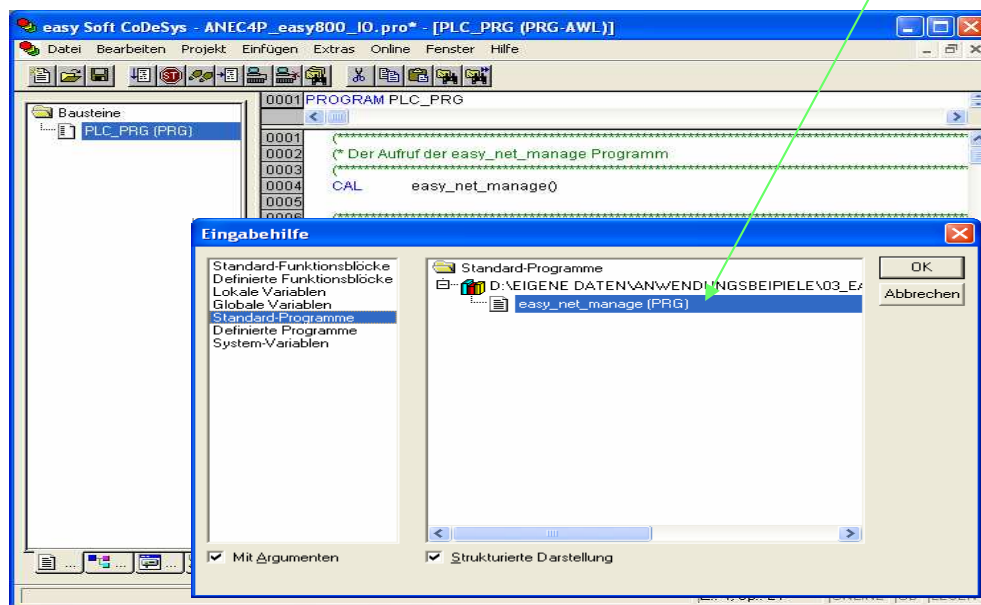 easy Soft CoDeSys - ANEC4P_easy800_IO.pro* - [PLC_PRG (PRG-AWL)]
Datei Bearbeiten Projekt Einfügen Extras Online Fenster Hilfe
Bausteine
PLC_PRG (PRG)
0001 PROGRAM PLC_PRG
0001 (************************************************************
0002 (* Der Aufruf der easy_net_manage Programm
0003 (************************************************************
0004 CAL easy_net_manage()
0005
0006
Eingabehilfe
Standard-Funktionsblöcke
Definierte Funktionsblöcke
Lokale Variablen
Globale Variablen
Standard-Programme
Definierte Programme
System-Variablen
Standard-Programme
D:\EIGENE DATEN\ANWENDUNGSBEIPIELE\03_EA
easy_net_manage (PRG)
OK
Abbrechen
Mit Argumenten
Strukturierte Darstellung